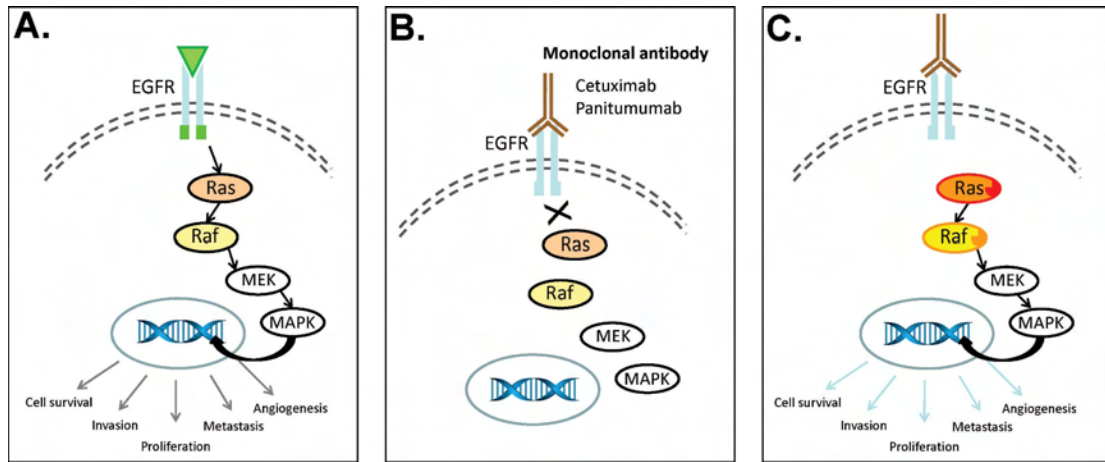 A.
EGFR
Ras
Raf
MEK
MAPK
Cell survival
Invasion
Proliferation
Metastasis
Angiogenesis
B.
Monoclonal antibody
Cetuximab
Panitumumab
EGFR
Ras
Raf
MEK
MAPK
C.
EGFR
Ras
Raf
MEK
MAPK
Cell survival
Invasion
Proliferation
Metastasis
Angiogenesis